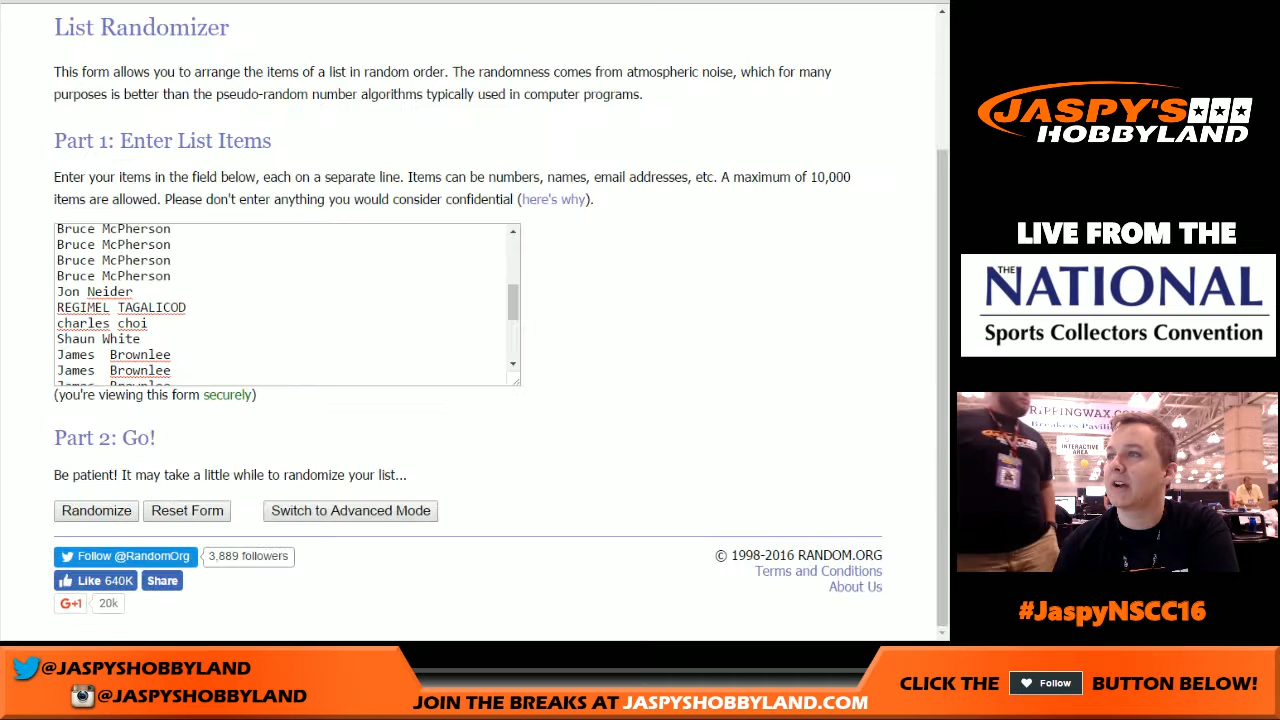 List Randomizer
This form allows you to arrange the items of a list in random order. The randomness comes from atmospheric noise, which for many
purposes is better than the pseudo-random number algorithms typically used in computer programs.
Part 1: Enter List Items
Enter your items in the field below, each on a separate line. Items can be numbers, names, email addresses, etc. A maximum of 10,000
items are allowed. Please don't enter anything you would consider confidential (here's why).
Bruce McPherson
Bruce McPherson
Bruce McPherson
Bruce McPherson
Jon Neider
REGIMEL TAGALICOD
charles choi
Shaun White
James Brownlee
James Brownlee
James Brownlee
(you're viewing this form securely)
Part 2: Go!
Be patient! It may take a little while to randomize your list...
Randomize Reset Form Switch to Advanced Mode
Follow @RandomOrg 3,889 followers
Like 640K Share
G+1 20k
© 1998-2016 RANDOM.ORG
Terms and Conditions
About Us
JASPY'S
HOBBYLAND
LIVE FROM THE
THE NATIONAL
Sports Collectors Convention
RIPPINGWAX.COM
Breakers Pavilion
INTERACTIVE
AREA
#JaspyNSCC16
@JASPYSHOBBYLAND
@JASPYSHOBBYLAND
JOIN THE BREAKS AT JASPYSHOBBYLAND.COM
CLICK THE Follow BUTTON BELOW!